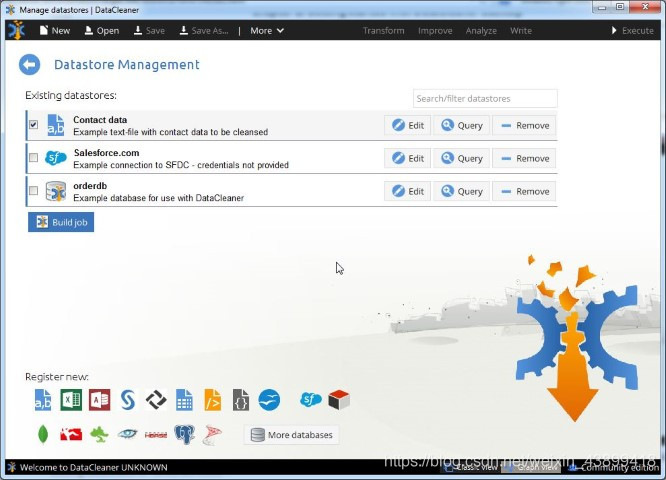 Manage datastores | DataCleaner
New Open Save Save As... | More Transform Improve Analyze Write Execute
Datastore Management
Existing datastores:
Search/filter datastores
Contact data
Example text-file with contact data to be cleansed
Edit Query Remove
Salesforce.com
Example connection to SFDC - credentials not provided
Edit Query Remove
orderdb
Example database for use with DataCleaner
Edit Query Remove
Build job
Register new:
More databases
https://blog.csdn.net/weixin_43899418
Welcome to DataCleaner UNKNOWN Classic view Graph view Community edition